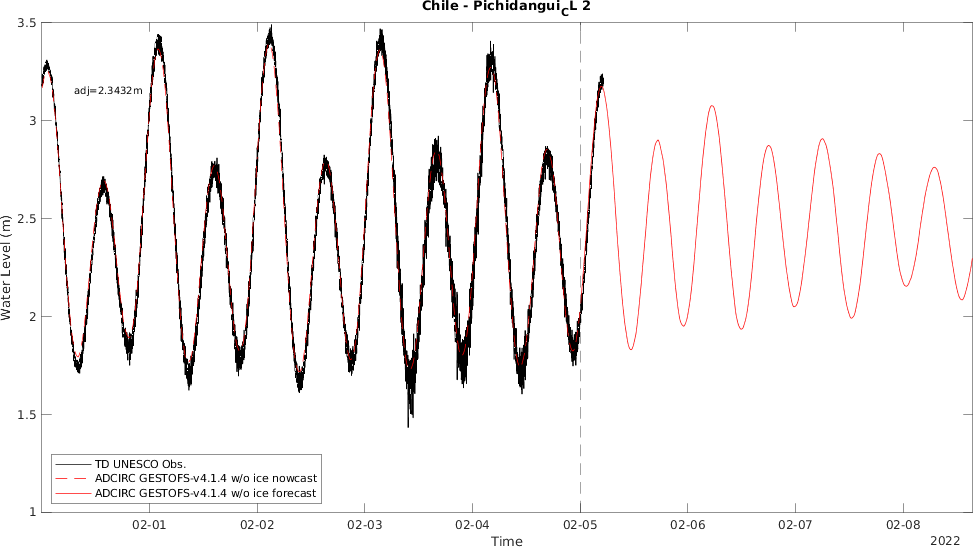 Chile - Pichidangui_CL 2
3.5
adj=2.3432m
3
2.5
Water Level (m)
2
1.5
TD UNESCO Obs.
ADCIRC GESTOFS-v4.1.4 w/o ice nowcast
ADCIRC GESTOFS-v4.1.4 w/o ice forecast
1
02-01 02-02 02-03 02-04 02-05 02-06 02-07 02-08
Time
2022